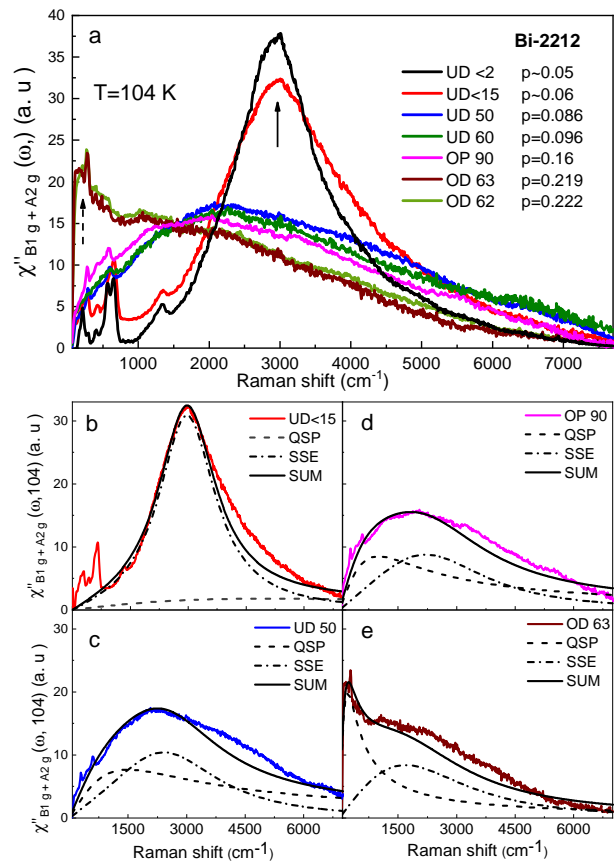 a
Bi-2212
T=104 K
UD <2 p~0.05
UD<15 p~0.06
UD 50 p=0.086
UD 60 p=0.096
OP 90 p=0.16
OD 63 p=0.219
OD 62 p=0.222
χ'' B1 g + A2 g (ω,) (a. u)
40
35
30
25
20
15
10
5
0
1000 2000 3000 4000 5000 6000 7000
Raman shift (cm-1)
b
UD<15
QSP
SSE
SUM
χ'' B1 g + A2 g (ω,104) (a. u)
30
20
10
0
d
OP 90
QSP
SSE
SUM
c
UD 50
QSP
SSE
SUM
χ'' B1 g + A2 g (ω, 104) (a. u)
30
20
10
0
1500 3000 4500 6000
Raman shift (cm-1)
e
OD 63
QSP
SSE
SUM
1500 3000 4500 6000
Raman shift (cm-1)